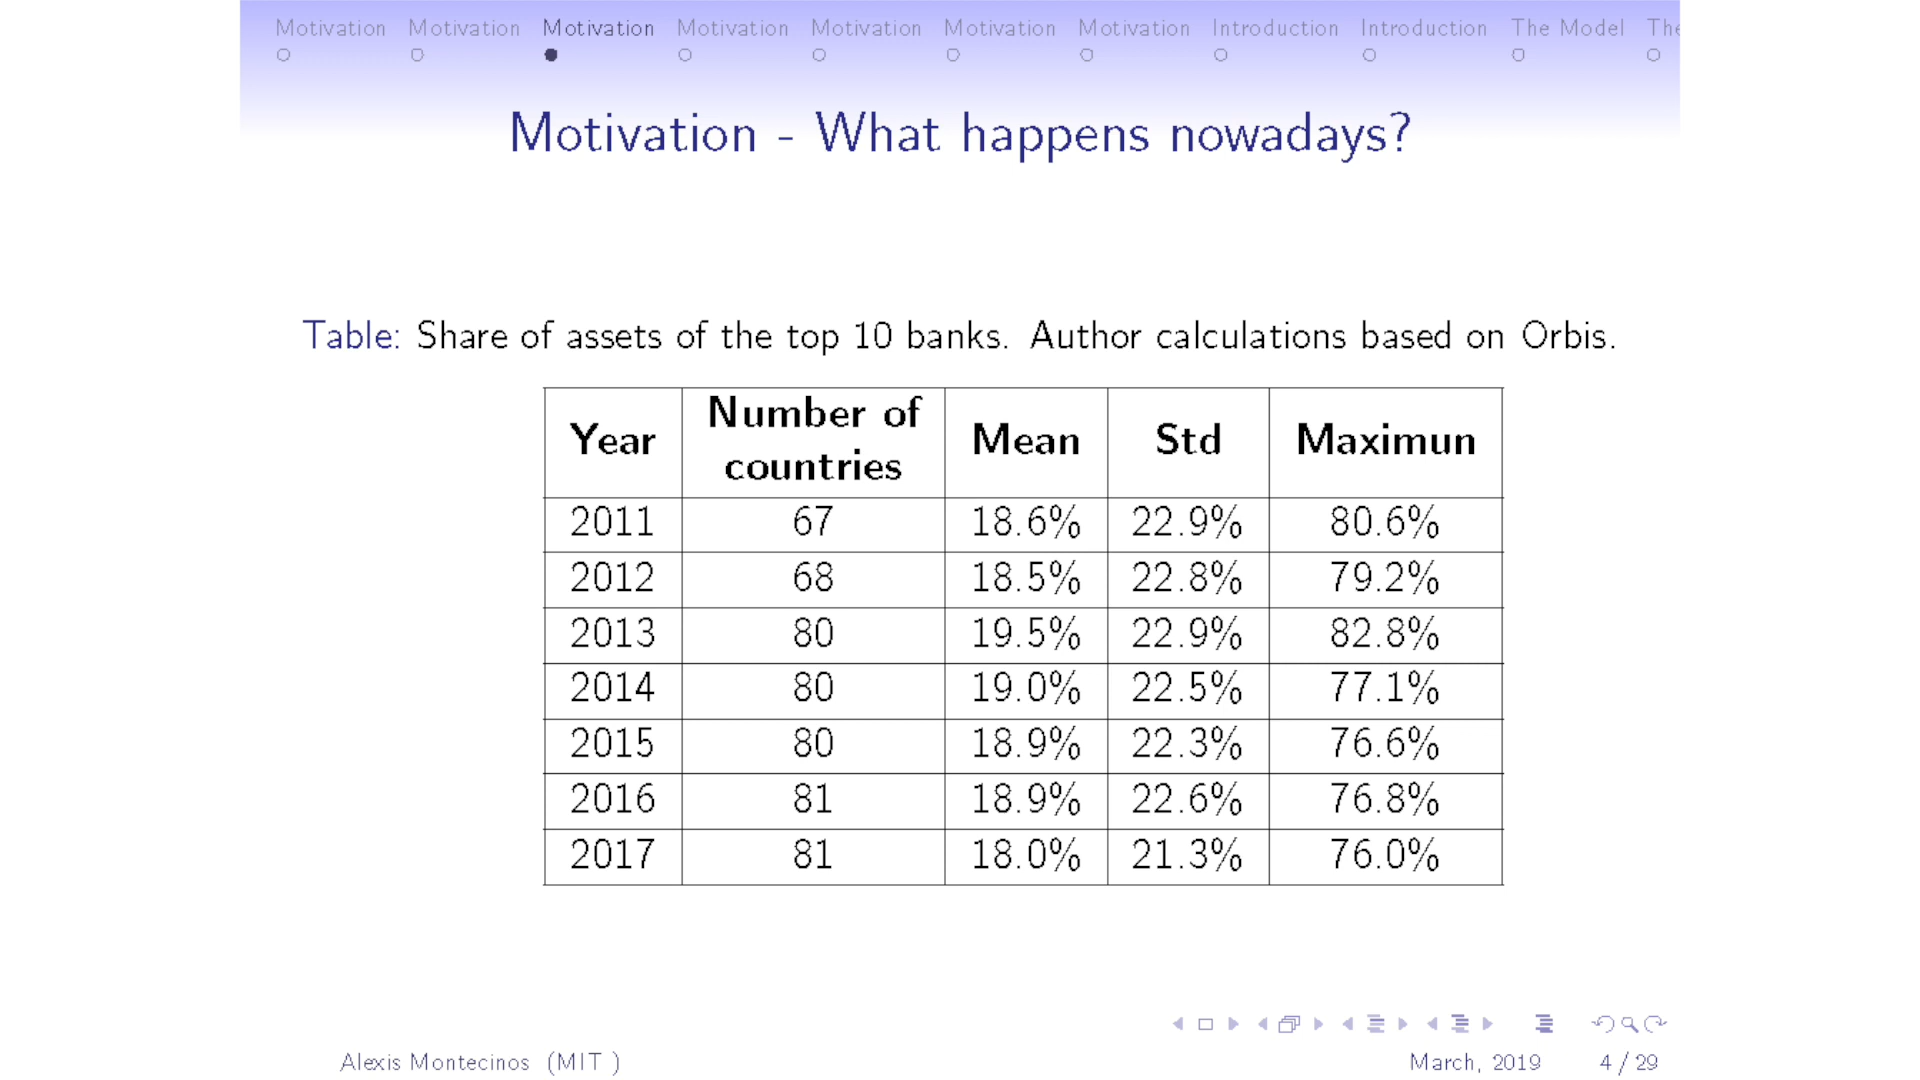 Motivation Motivation Motivation Motivation Motivation Motivation Motivation Introduction Introduction The Model The
Motivation - What happens nowadays?
Table: Share of assets of the top 10 banks. Author calculations based on Orbis.
Year Number of countries Mean Std Maximun
2011 67 18.6% 22.9% 80.6%
2012 68 18.5% 22.8% 79.2%
2013 80 19.5% 22.9% 82.8%
2014 80 19.0% 22.5% 77.1%
2015 80 18.9% 22.3% 76.6%
2016 81 18.9% 22.6% 76.8%
2017 81 18.0% 21.3% 76.0%
Alexis Montecinos (MIT ) March, 2019 4 / 29